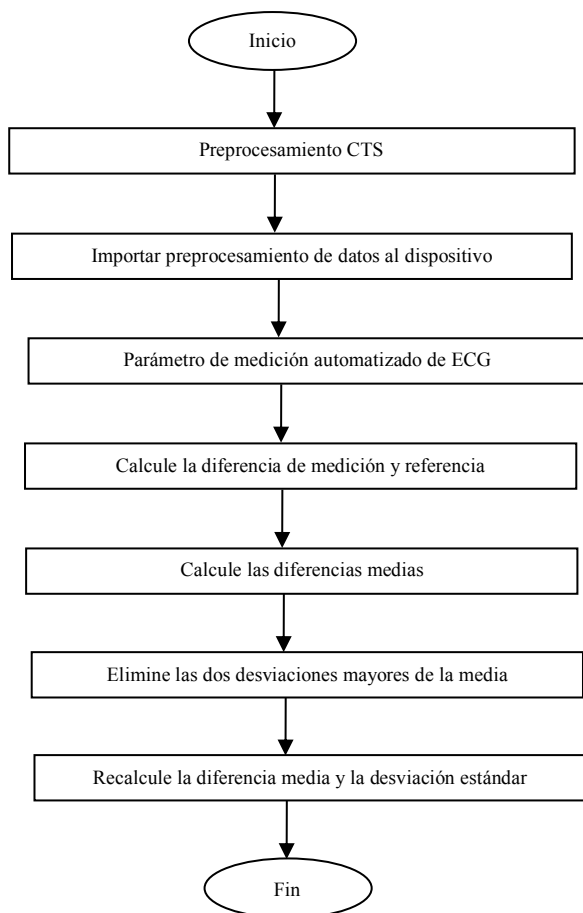 Inicio
Preprocesamiento CTS
Importar preprocesamiento de datos al dispositivo
Parámetro de medición automatizado de ECG
Calcule la diferencia de medición y referencia
Calcule las diferencias medias
Elimine las dos desviaciones mayores de la media
Recalcule la diferencia media y la desviación estándar
Fin